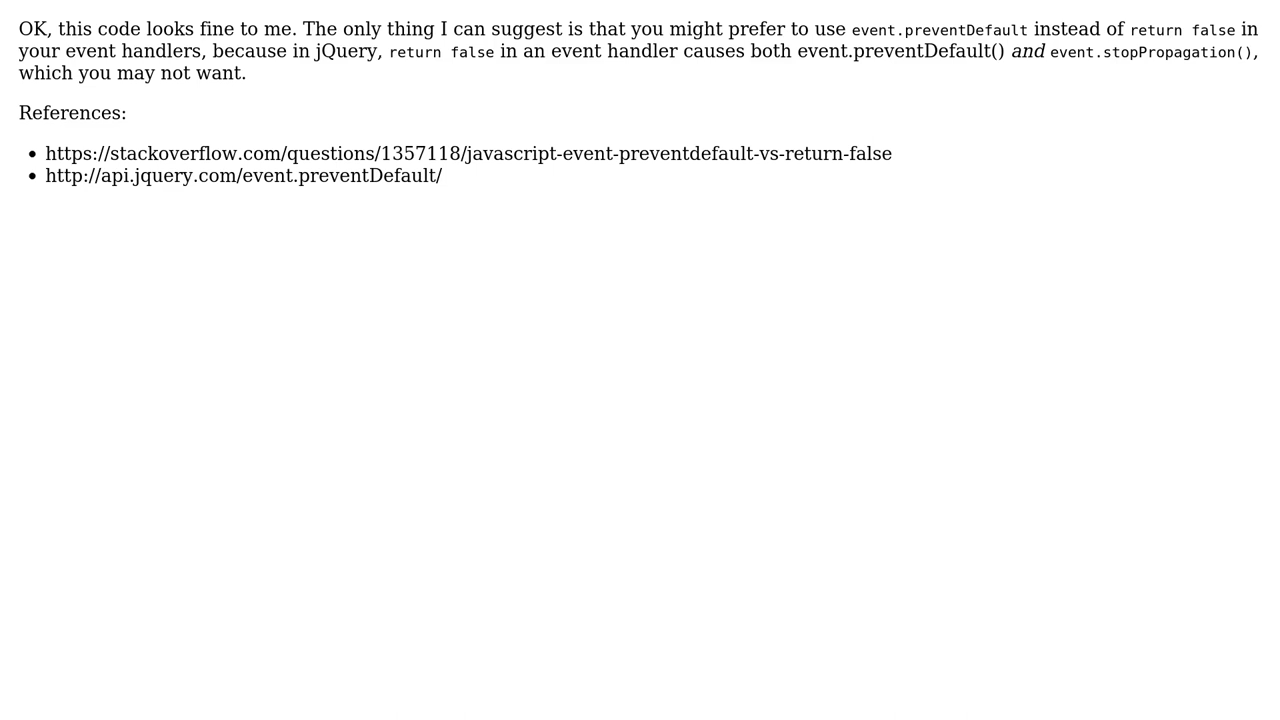 OK, this code looks fine to me. The only thing I can suggest is that you might prefer to use event.preventDefault instead of return false in
your event handlers, because in jQuery, return false in an event handler causes both event.preventDefault() and event.stopPropagation(),
which you may not want.
References:
• https://stackoverflow.com/questions/1357118/javascript-event-preventdefault-vs-return-false
• http://api.jquery.com/event.preventDefault/